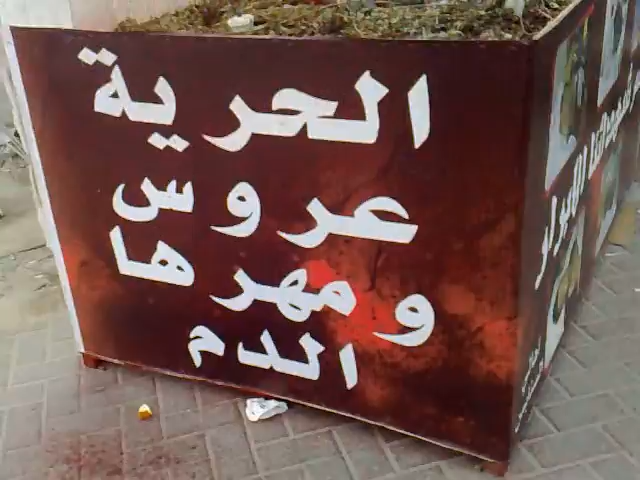 الحرية
عروس
ومهرها
الدم